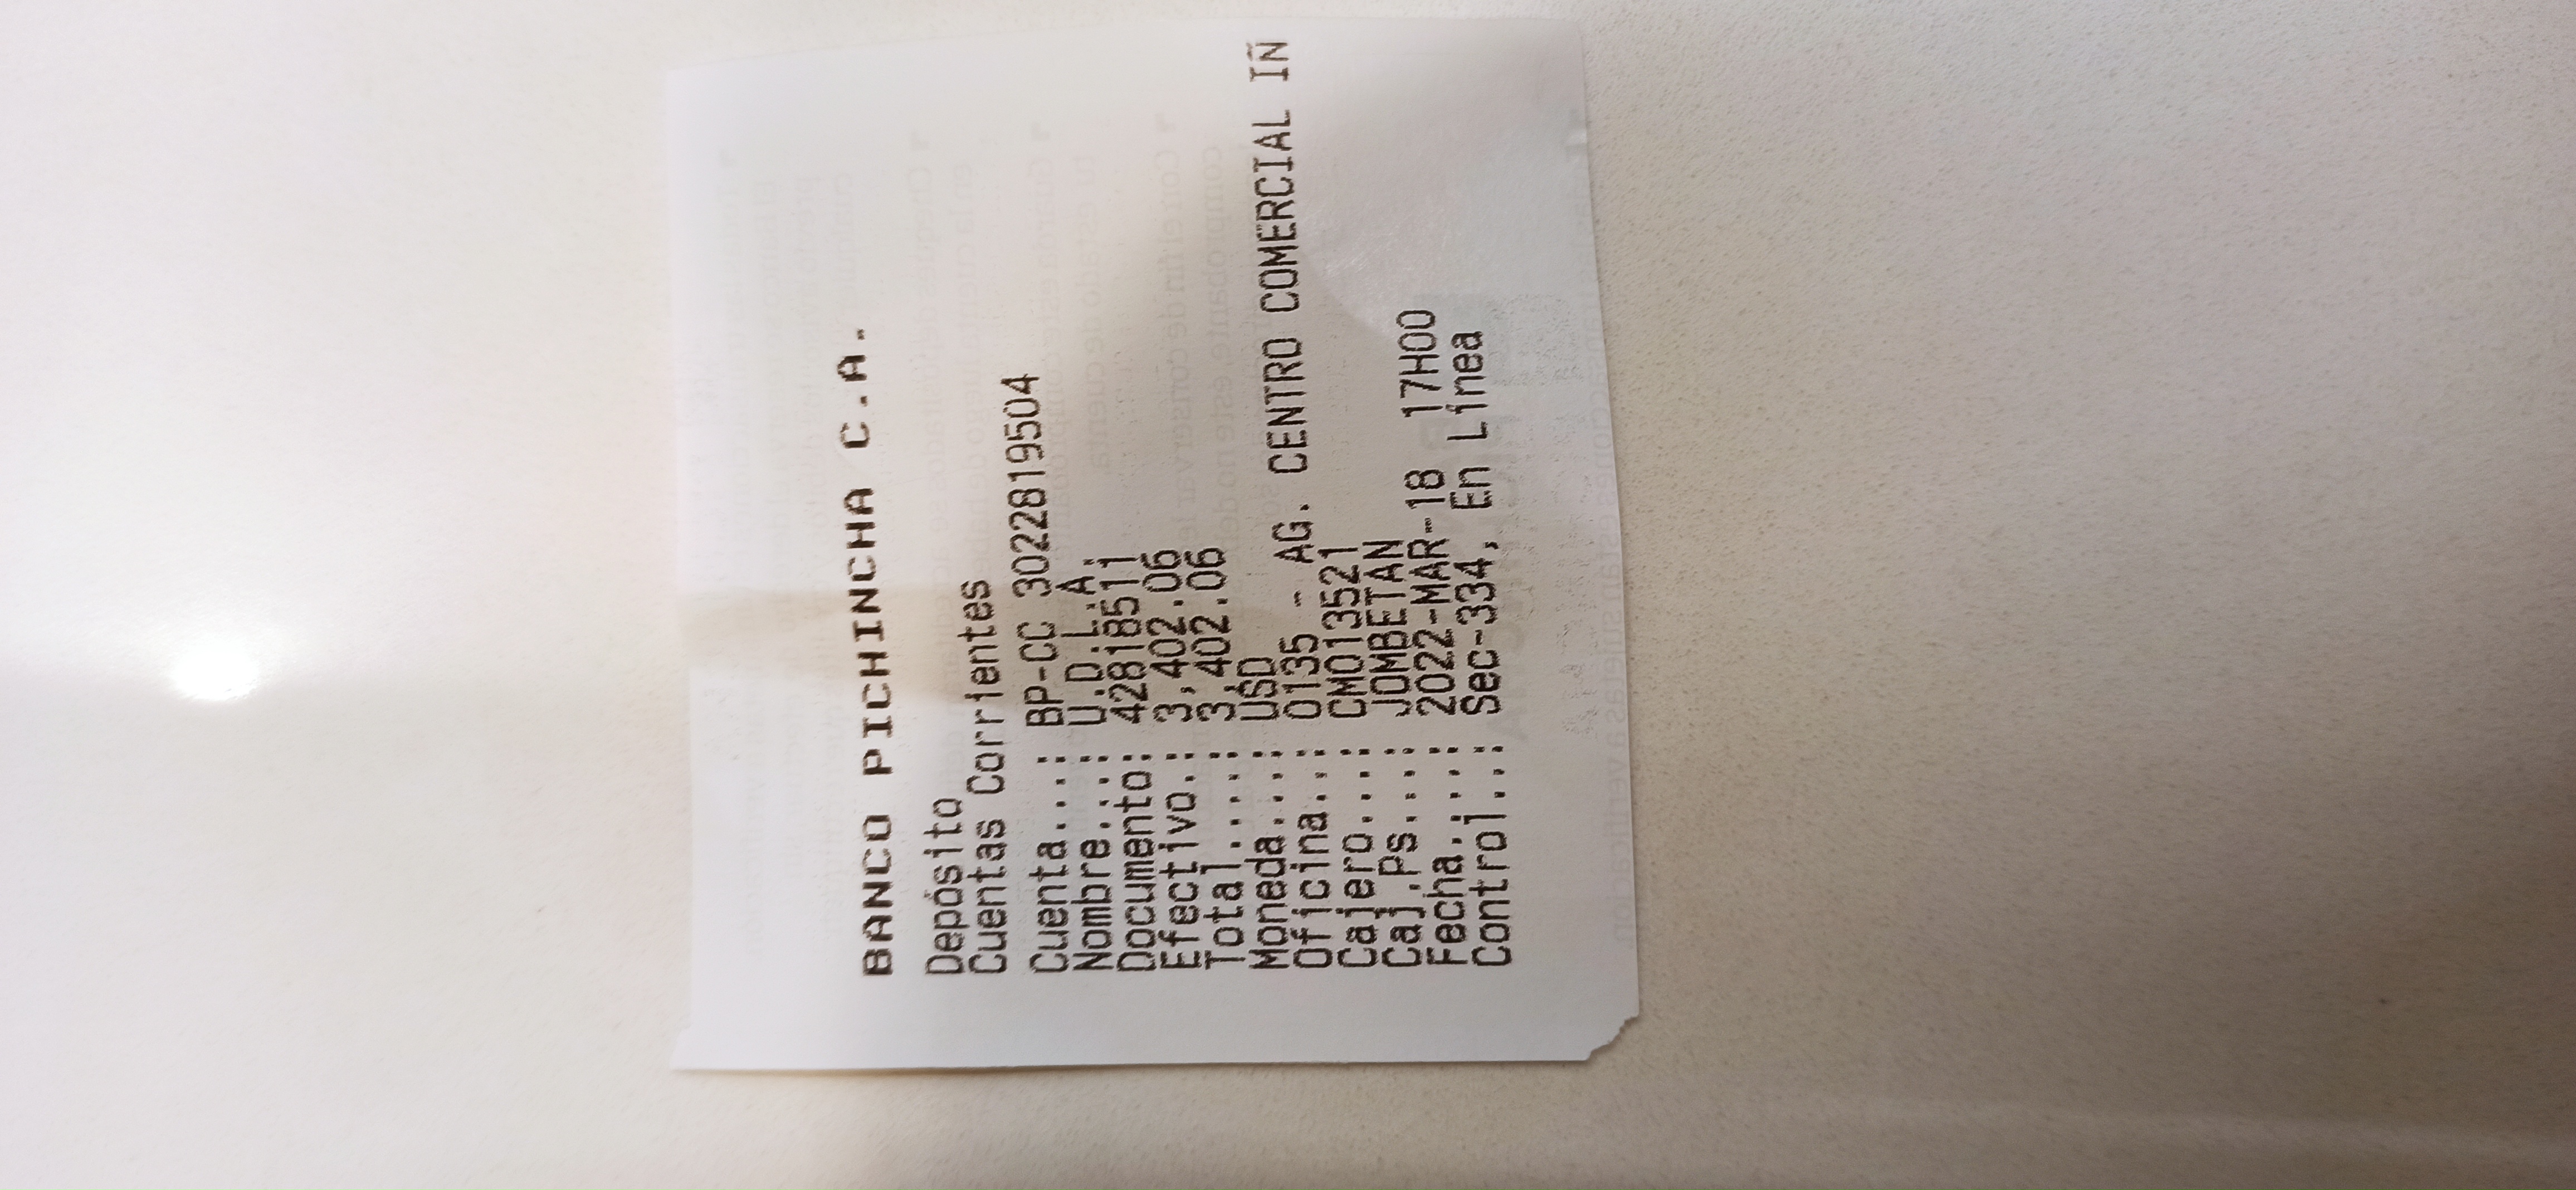 BANCO PICHINCHA C.A.
Depósito
Cuentas Corrientes
Cuenta....: BP-CC 3022819504
Nombre...: U.D.L.A.
Documento: 428118511
Efectivo.: 3,402.06
Total.....: 3,402.06
Moneda....: USD
Oficina...: 0135 - AG. CENTRO COMERCIAL IÑ
Cajero....: CMO13521
Caj.Ps....: JOMBETAN
Fecha.....: 2022-MAR-18 17H00
Control...: Sec-334, En Línea